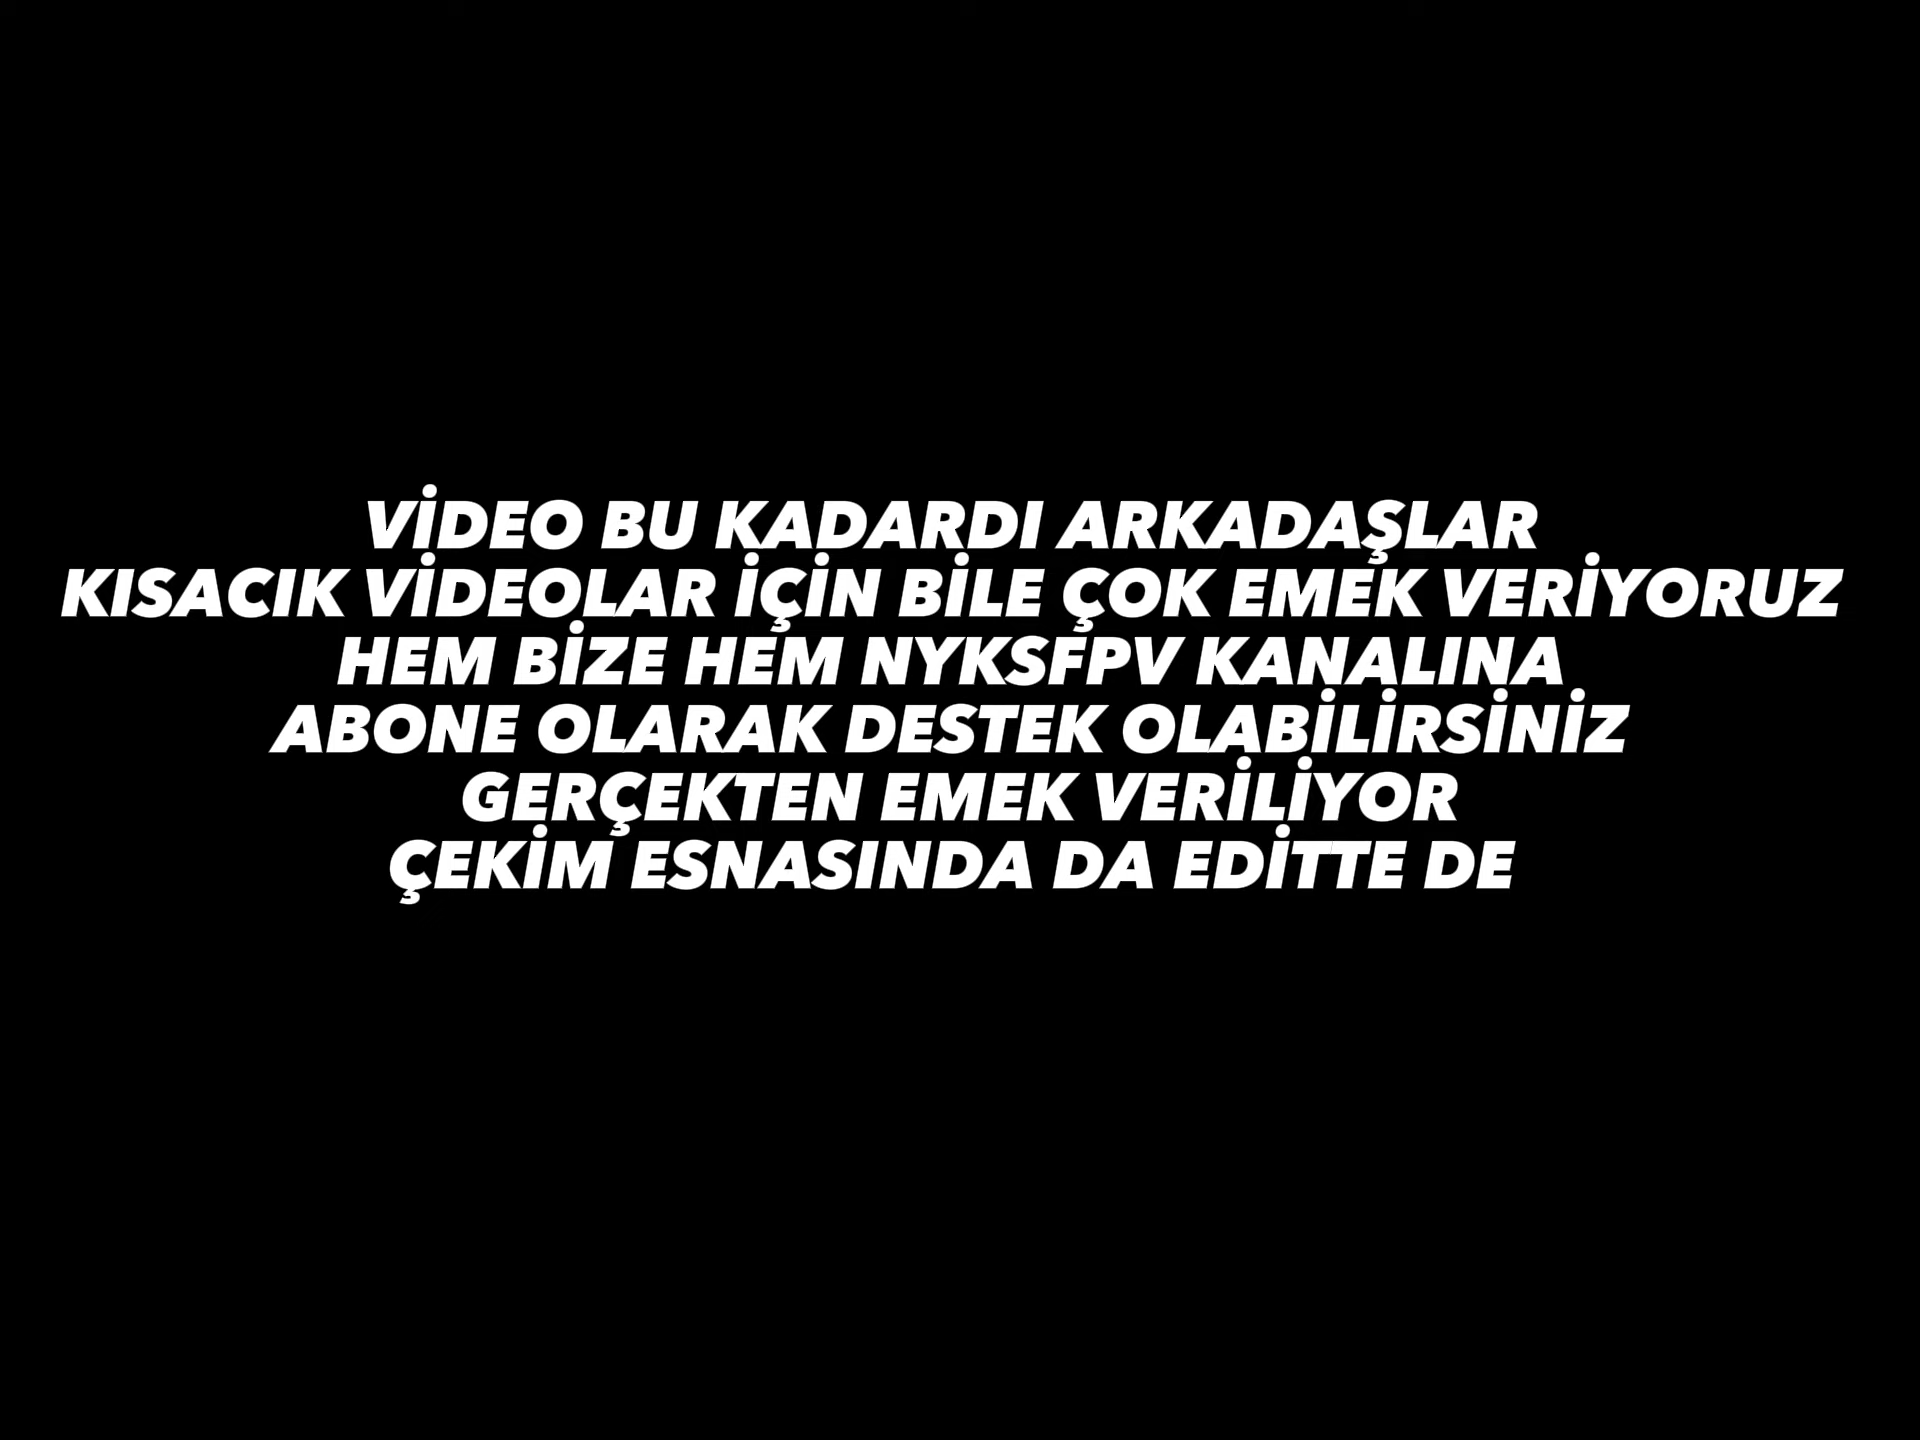 VİDEO BU KADARDI ARKADAŞLAR
KISACIK VİDEOLAR İÇİN BİLE ÇOK EMEK VERİYORUZ
HEM BİZE HEM NYKSFPV KANALINA
ABONE OLARAK DESTEK OLABİLİRSİNİZ
GERÇEKTEN EMEK VERİLİYOR
ÇEKİM ESNASINDA DA EDİTTE DE